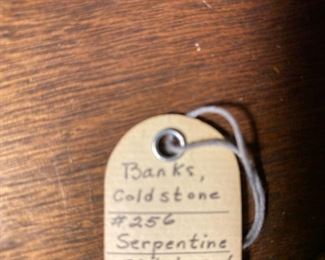 Banks,
Coldstone
#256
Serpentine